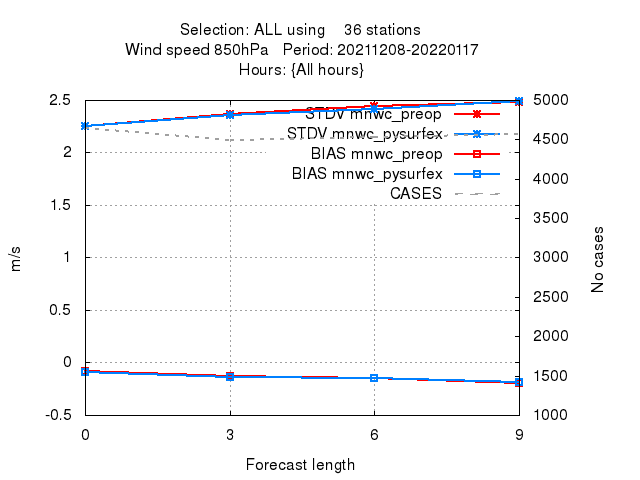 Selection: ALL using 36 stations
Wind speed 850hPa Period: 20211208-20220117
Hours: {All hours}
2.5
2
1.5
1
0.5
0
-0.5
m/s
5000
4500
4000
3500
3000
2500
2000
1500
1000
No cases
STDV mnwc_preop
STDV mnwc_pysurfex
BIAS mnwc_preop
BIAS mnwc_pysurfex
CASES
0 3 6 9
Forecast length